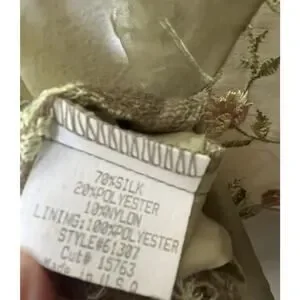 70%SILK
20%POLYESTER
10%NYLON
LINING:100%POLYESTER
STYLE#61307
Cut# 15763
Made in U.S.A